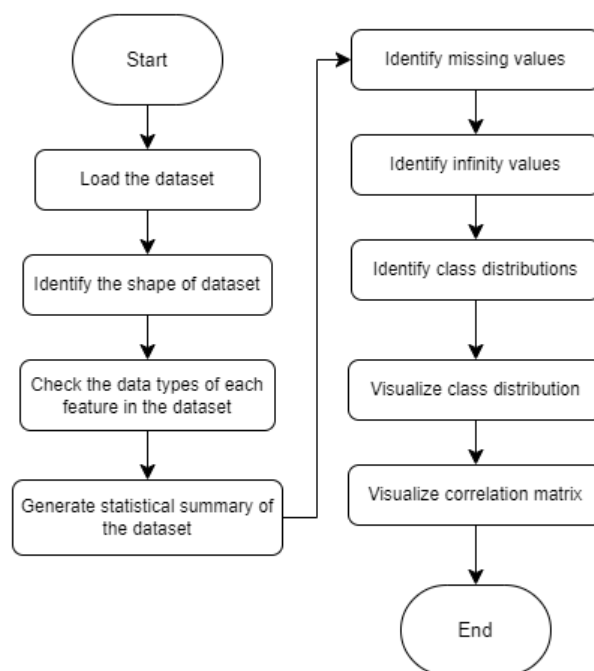 Start
Load the dataset
Identify the shape of dataset
Check the data types of each
feature in the dataset
Generate statistical summary of
the dataset
Identify missing values
Identify infinity values
Identify class distributions
Visualize class distribution
Visualize correlation matrix
End